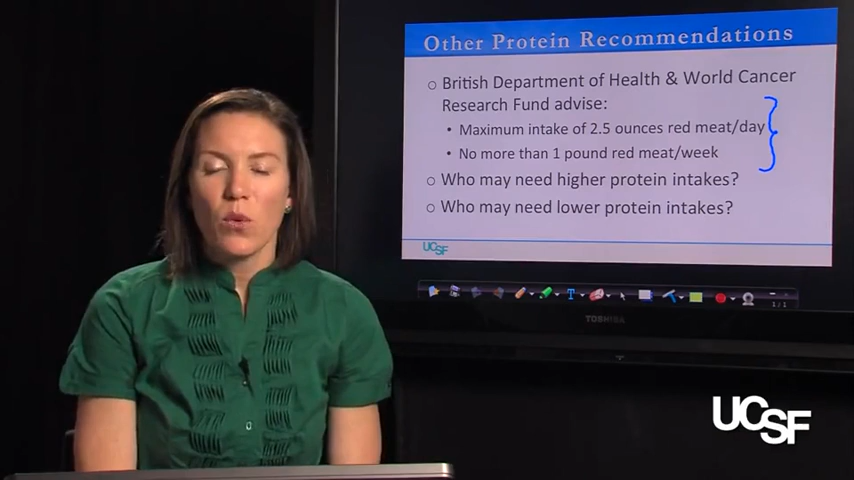 Other Protein Recommendations
British Department of Health & World Cancer
Research Fund advise:
Maximum intake of 2.5 ounces red meat/day
No more than 1 pound red meat/week
Who may need higher protein intakes?
Who may need lower protein intakes?
UCSF
T
1/1
TOSHIBA
UCSF